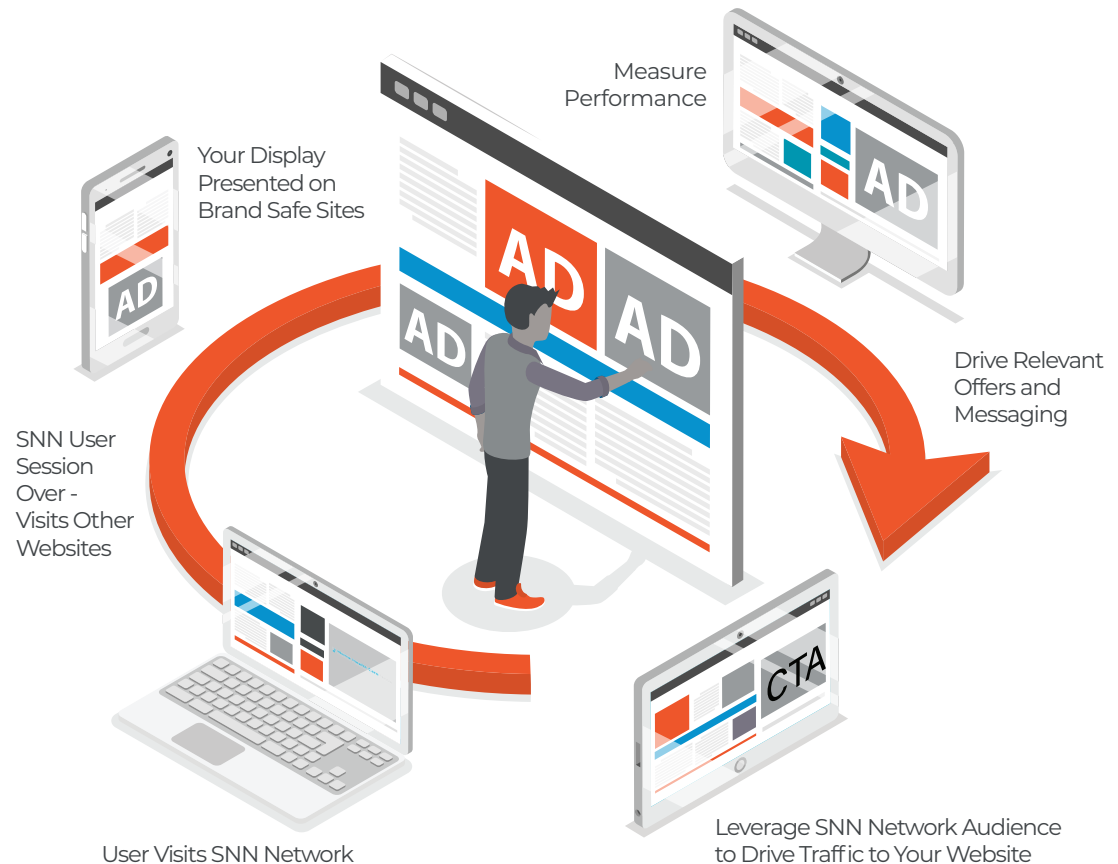 Measure
Performance
Your Display
Presented on
Brand Safe Sites
AD
AD
AD
AD
AD
Drive Relevant
Offers and
Messaging
SNN User
Session
Over -
Visits Other
Websites
CTA
User Visits SNN Network
Leverage SNN Network Audience
to Drive Traffic to Your Website